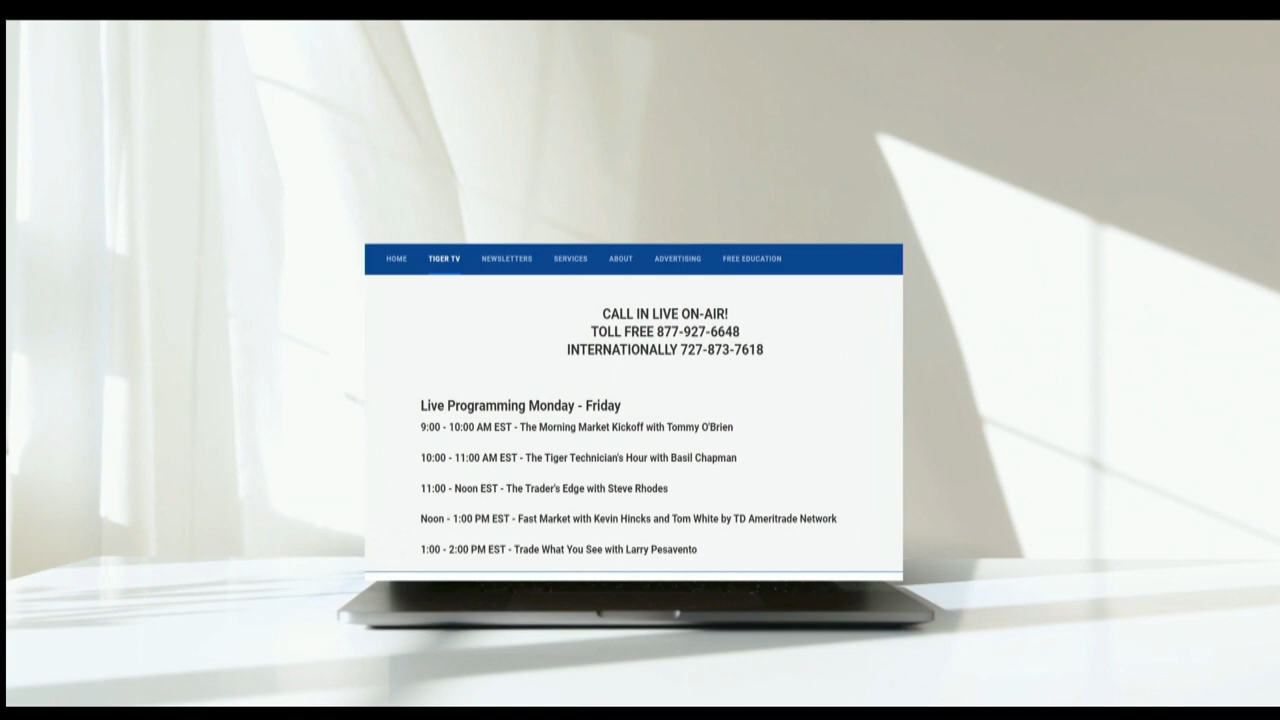 HOME TIGER TV NEWSLETTERS SERVICES ABOUT ADVERTISING FREE EDUCATION
CALL IN LIVE ON-AIR!
TOLL FREE 877-927-6648
INTERNATIONALLY 727-873-7618
Live Programming Monday - Friday
9:00 - 10:00 AM EST - The Morning Market Kickoff with Tommy O'Brien
10:00 - 11:00 AM EST - The Tiger Technician's Hour with Basil Chapman
11:00 - Noon EST - The Trader's Edge with Steve Rhodes
Noon - 1:00 PM EST - Fast Market with Kevin Hincks and Tom White by TD Ameritrade Network
1:00 - 2:00 PM EST - Trade What You See with Larry Pesavento